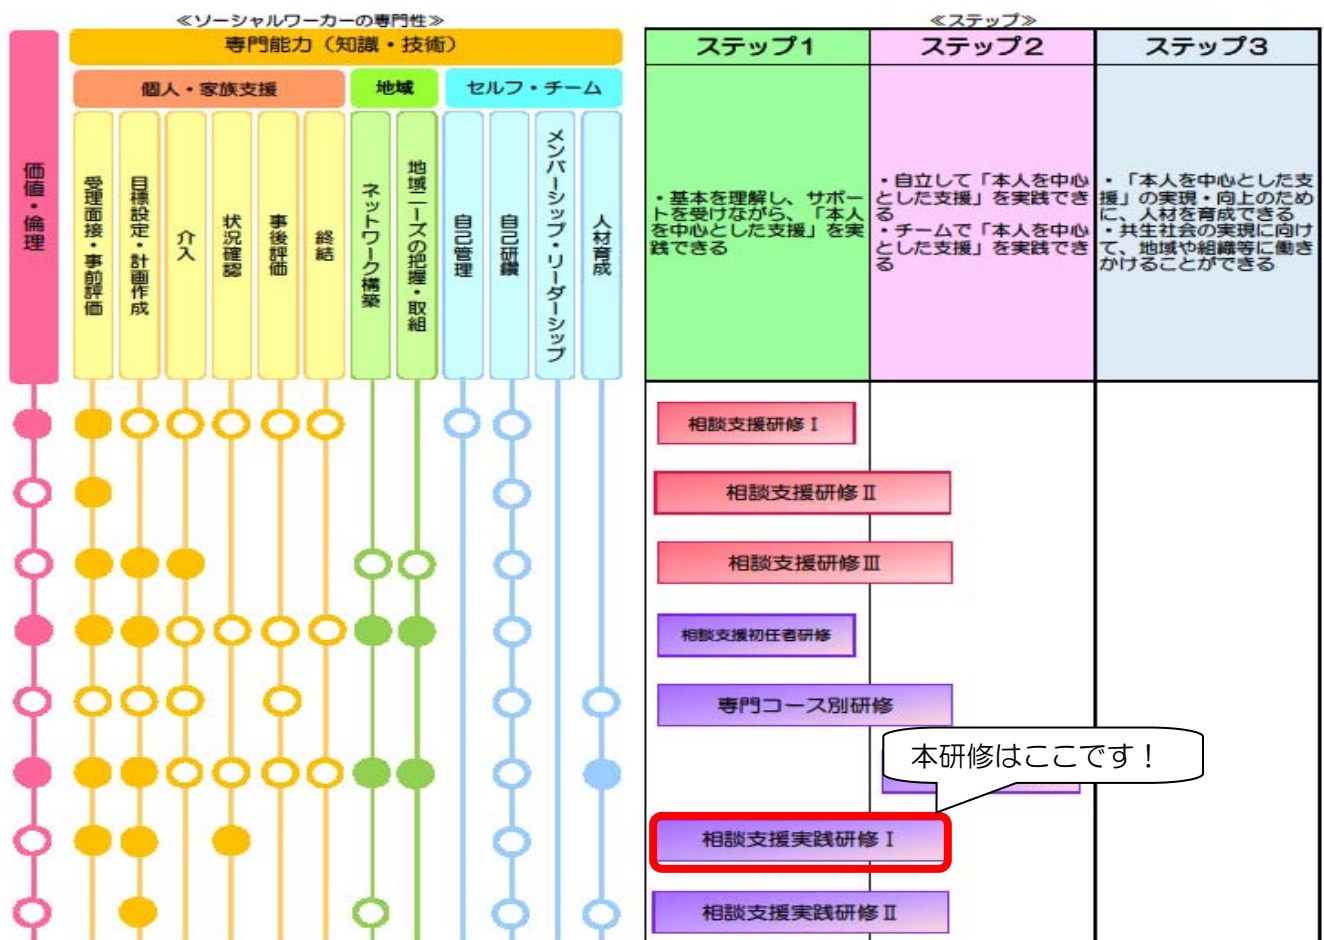 ≪ソーシャルワーカーの専門性≫
≪ステップ≫
専門能力（知識・技術）
個人・家族支援
地域
セルフ・チーム
価値・倫理
受理面接・事前評価
目標設定・計画作成
介入
状況確認
事後評価
終結
ネットワーク構築
地域ニーズの把握・取組
自己管理
自己研鑽
メンバーシップ・リーダーシップ
人材育成
ステップ1
ステップ2
ステップ3
・基本を理解し、サポー
トを受けながら、「本人
を中心とした支援」を実
践できる
・自立して「本人を中心
とした支援」を実践でき
る
・チームで「本人を中心
とした支援」を実践でき
る
・「本人を中心とした支
援」の実現・向上のため
に、人材を育成できる
・共生社会の実現に向け
て、地域や組織等に働き
かけることができる
相談支援研修Ⅰ
相談支援研修Ⅱ
相談支援研修Ⅲ
相談支援初任者研修
専門コース別研修
本研修はここです！
相談支援実践研修Ⅰ
相談支援実践研修Ⅱ